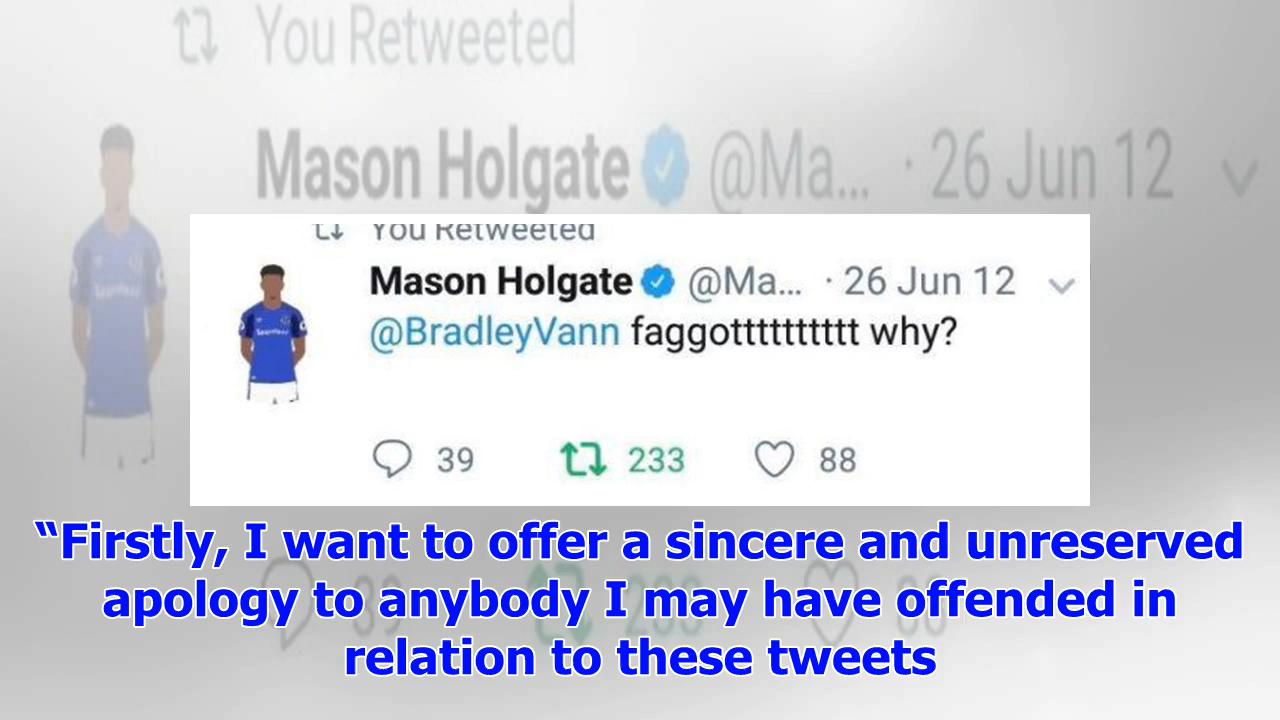 You Retweeted
Mason Holgate @Ma... · 26 Jun 12
You Retweeted
Mason Holgate @Ma... · 26 Jun 12
@BradleyVann faggotttttttttt why?
39 233 88
“Firstly, I want to offer a sincere and unreserved
apology to anybody I may have offended in
relation to these tweets